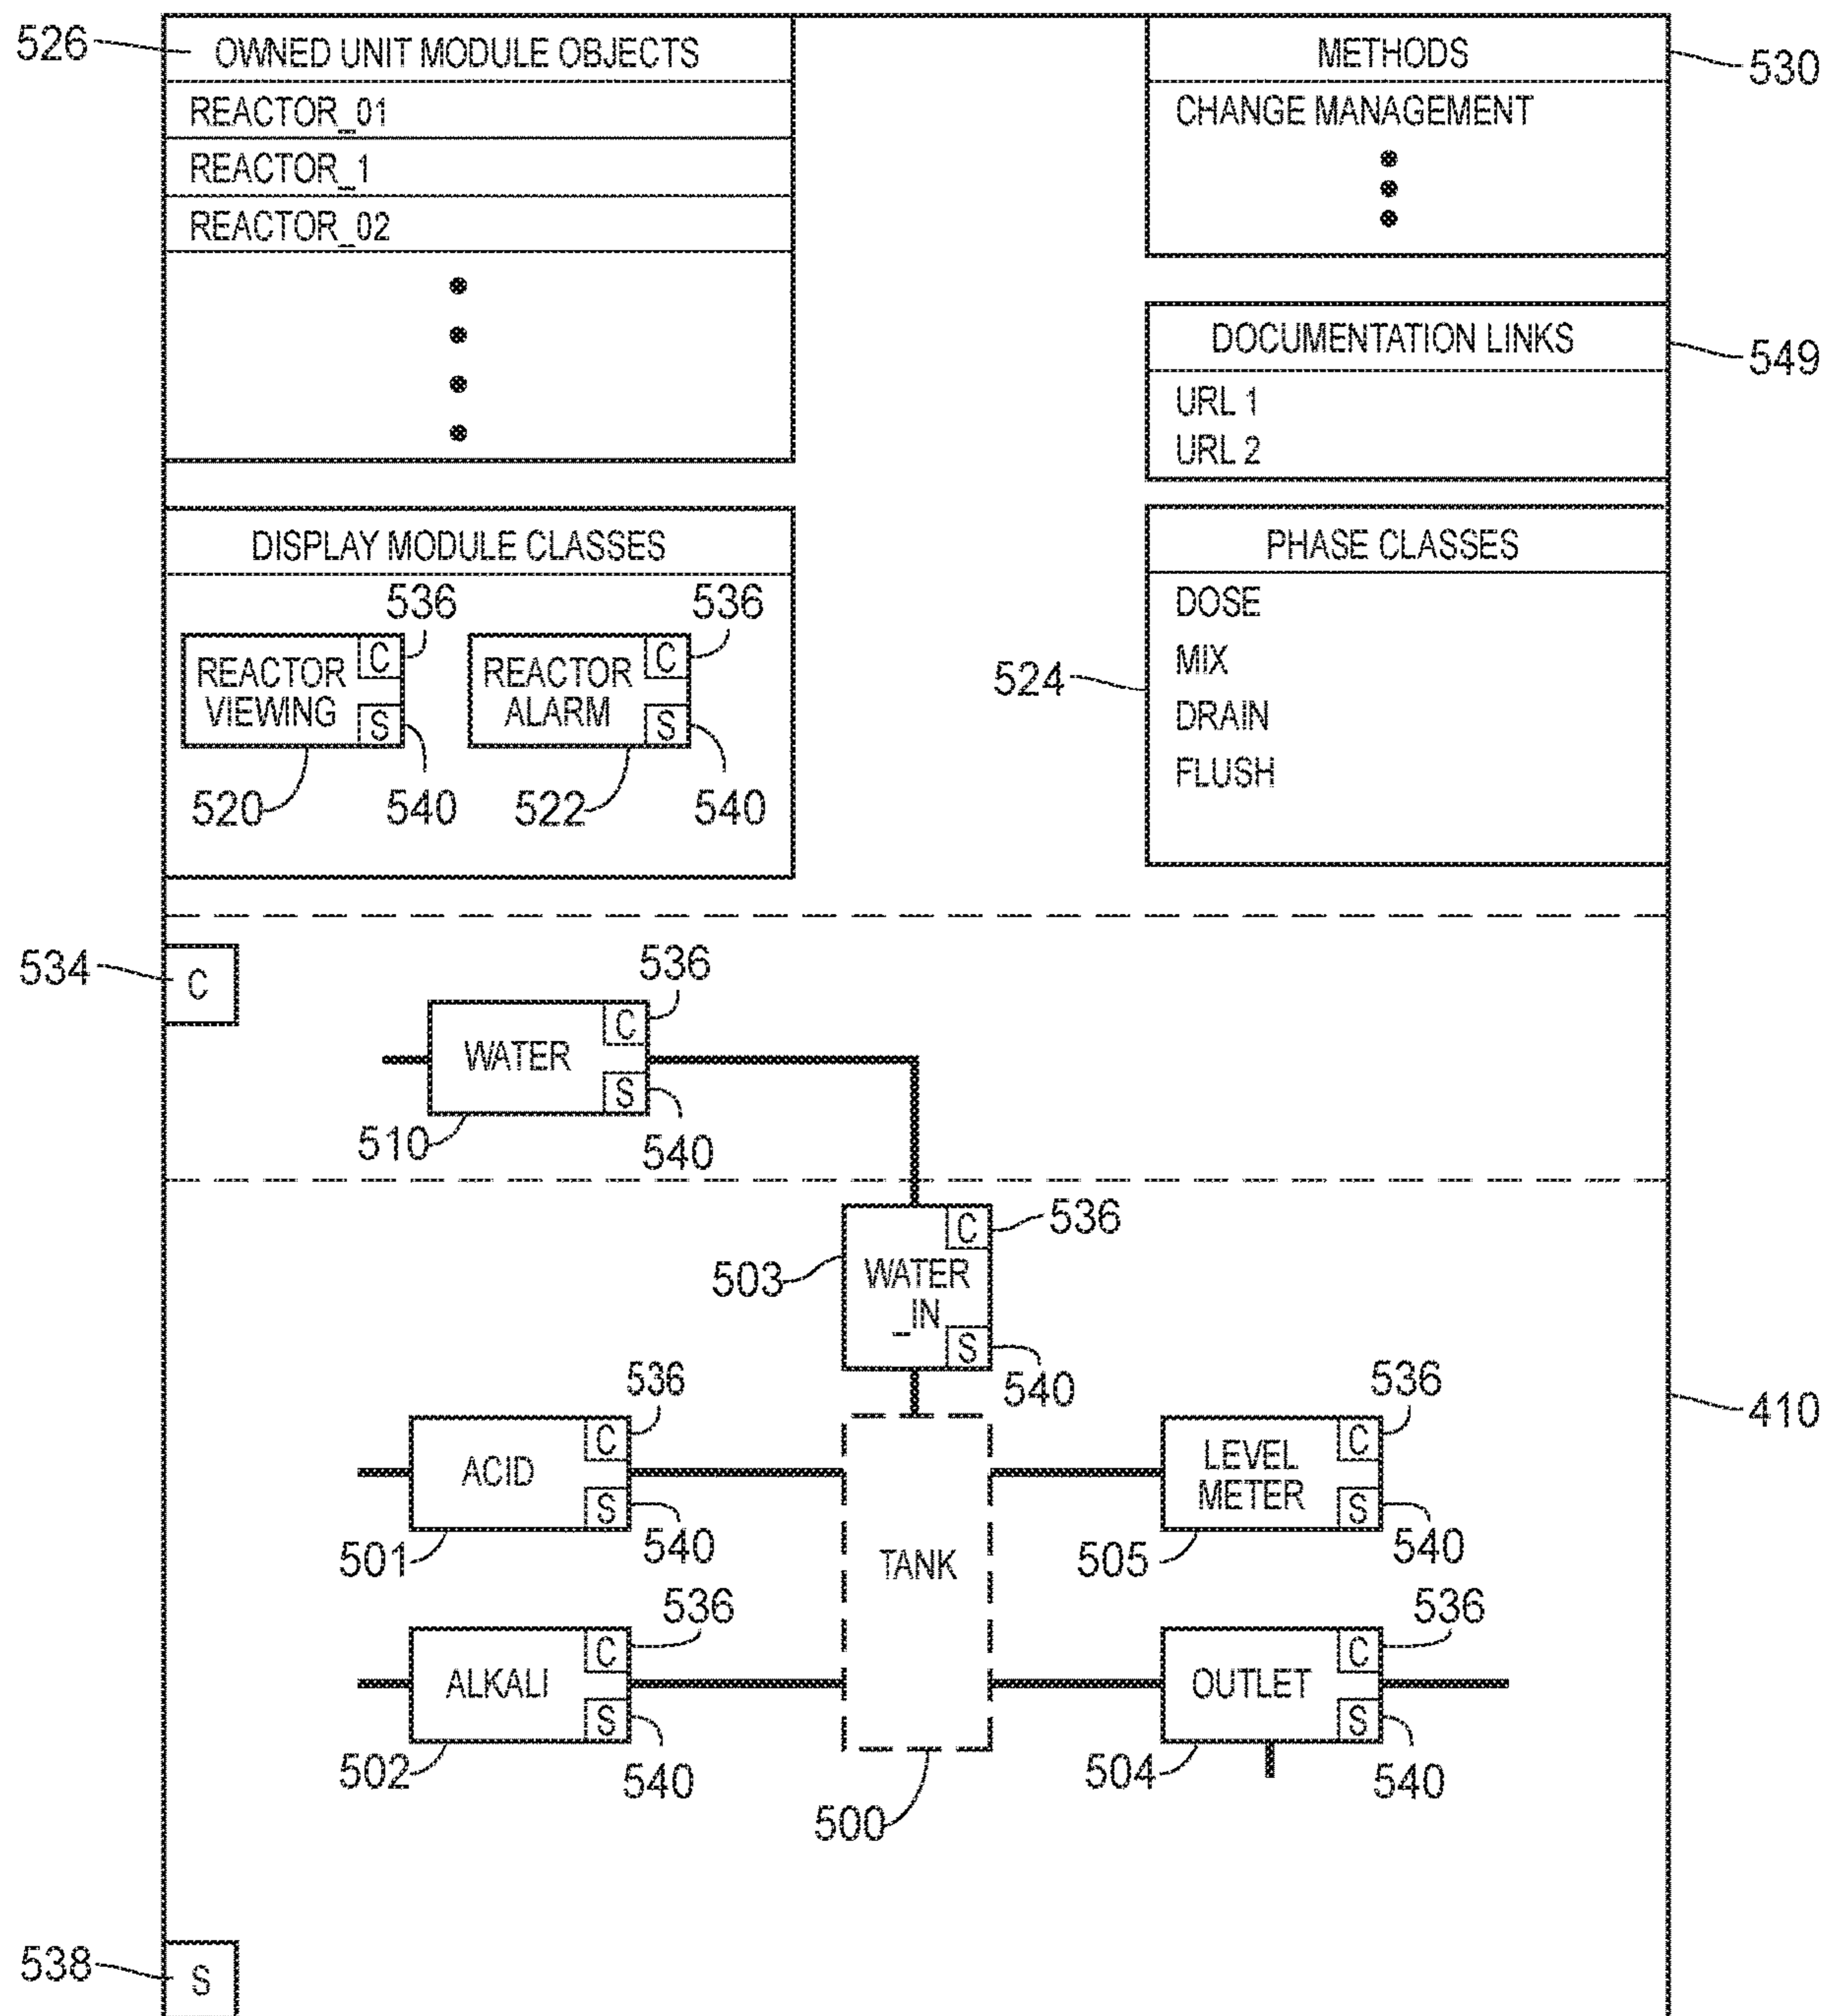 526
OWNED UNIT MODULE OBJECTS
REACTOR_01
REACTOR_1
REACTOR_02
METHODS
530
CHANGE MANAGEMENT
DOCUMENTATION LINKS
549
URL 1
URL 2
DISPLAY MODULE CLASSES
536
536
REACTOR
VIEWING
C
S
REACTOR
ALARM
C
S
520
540
522
540
PHASE CLASSES
524
DOSE
MIX
DRAIN
FLUSH
534
C
536
WATER
C
S
510
540
536
503
WATER
_IN
C
S
540
536
ACID
C
S
501
540
536
LEVEL
METER
C
S
505
540
410
TANK
536
ALKALI
C
S
502
540
500
536
OUTLET
C
S
504
540
538
S